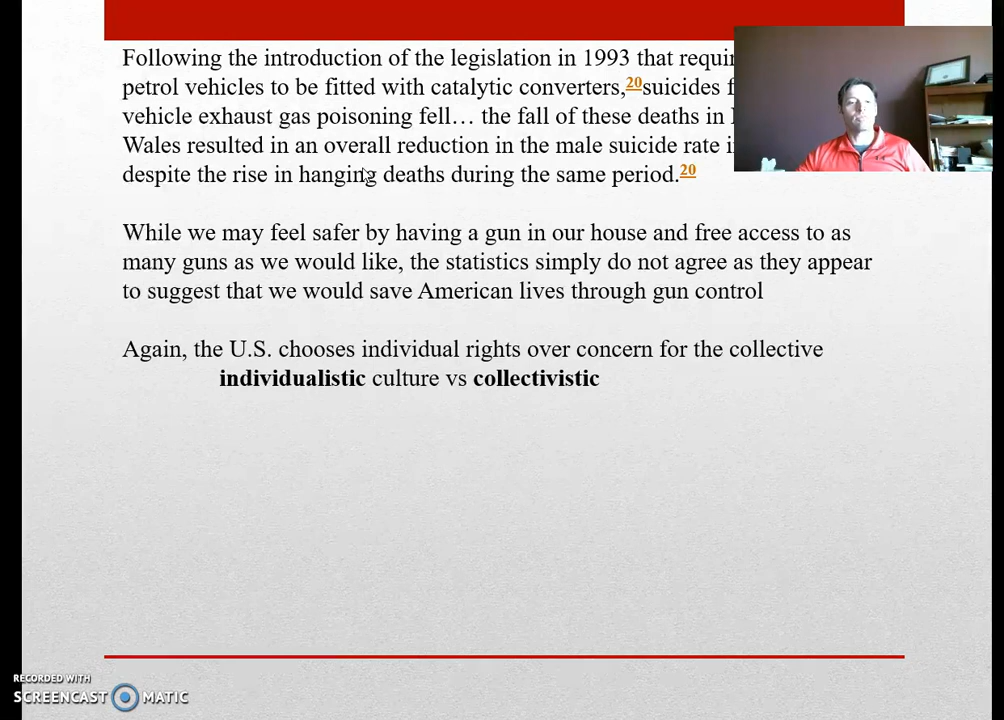 Following the introduction of the legislation in 1993 that
petrol vehicles to be fitted with catalytic converters,20suicides
vehicle exhaust gas poisoning fell… the fall of these deaths in
Wales resulted in an overall reduction in the male suicide rate
despite the rise in hanging deaths during the same period.20
While we may feel safer by having a gun in our house and free access to as
many guns as we would like, the statistics simply do not agree as they appear
to suggest that we would save American lives through gun control
Again, the U.S. chooses individual rights over concern for the collective
individualistic culture vs collectivistic
RECORDED WITH
SCREENCAST MATIC